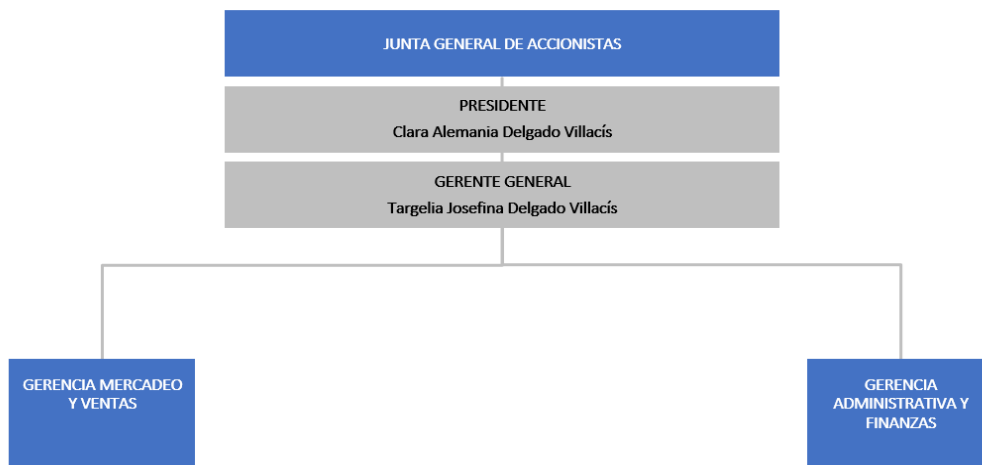 JUNTA GENERAL DE ACCIONISTAS
PRESIDENTE
Clara Alemania Delgado Villacís
GERENTE GENERAL
Targelia Josefina Delgado Villacís
GERENCIA MERCADEO
Y VENTAS
GERENCIA
ADMINISTRATIVA Y
FINANZAS